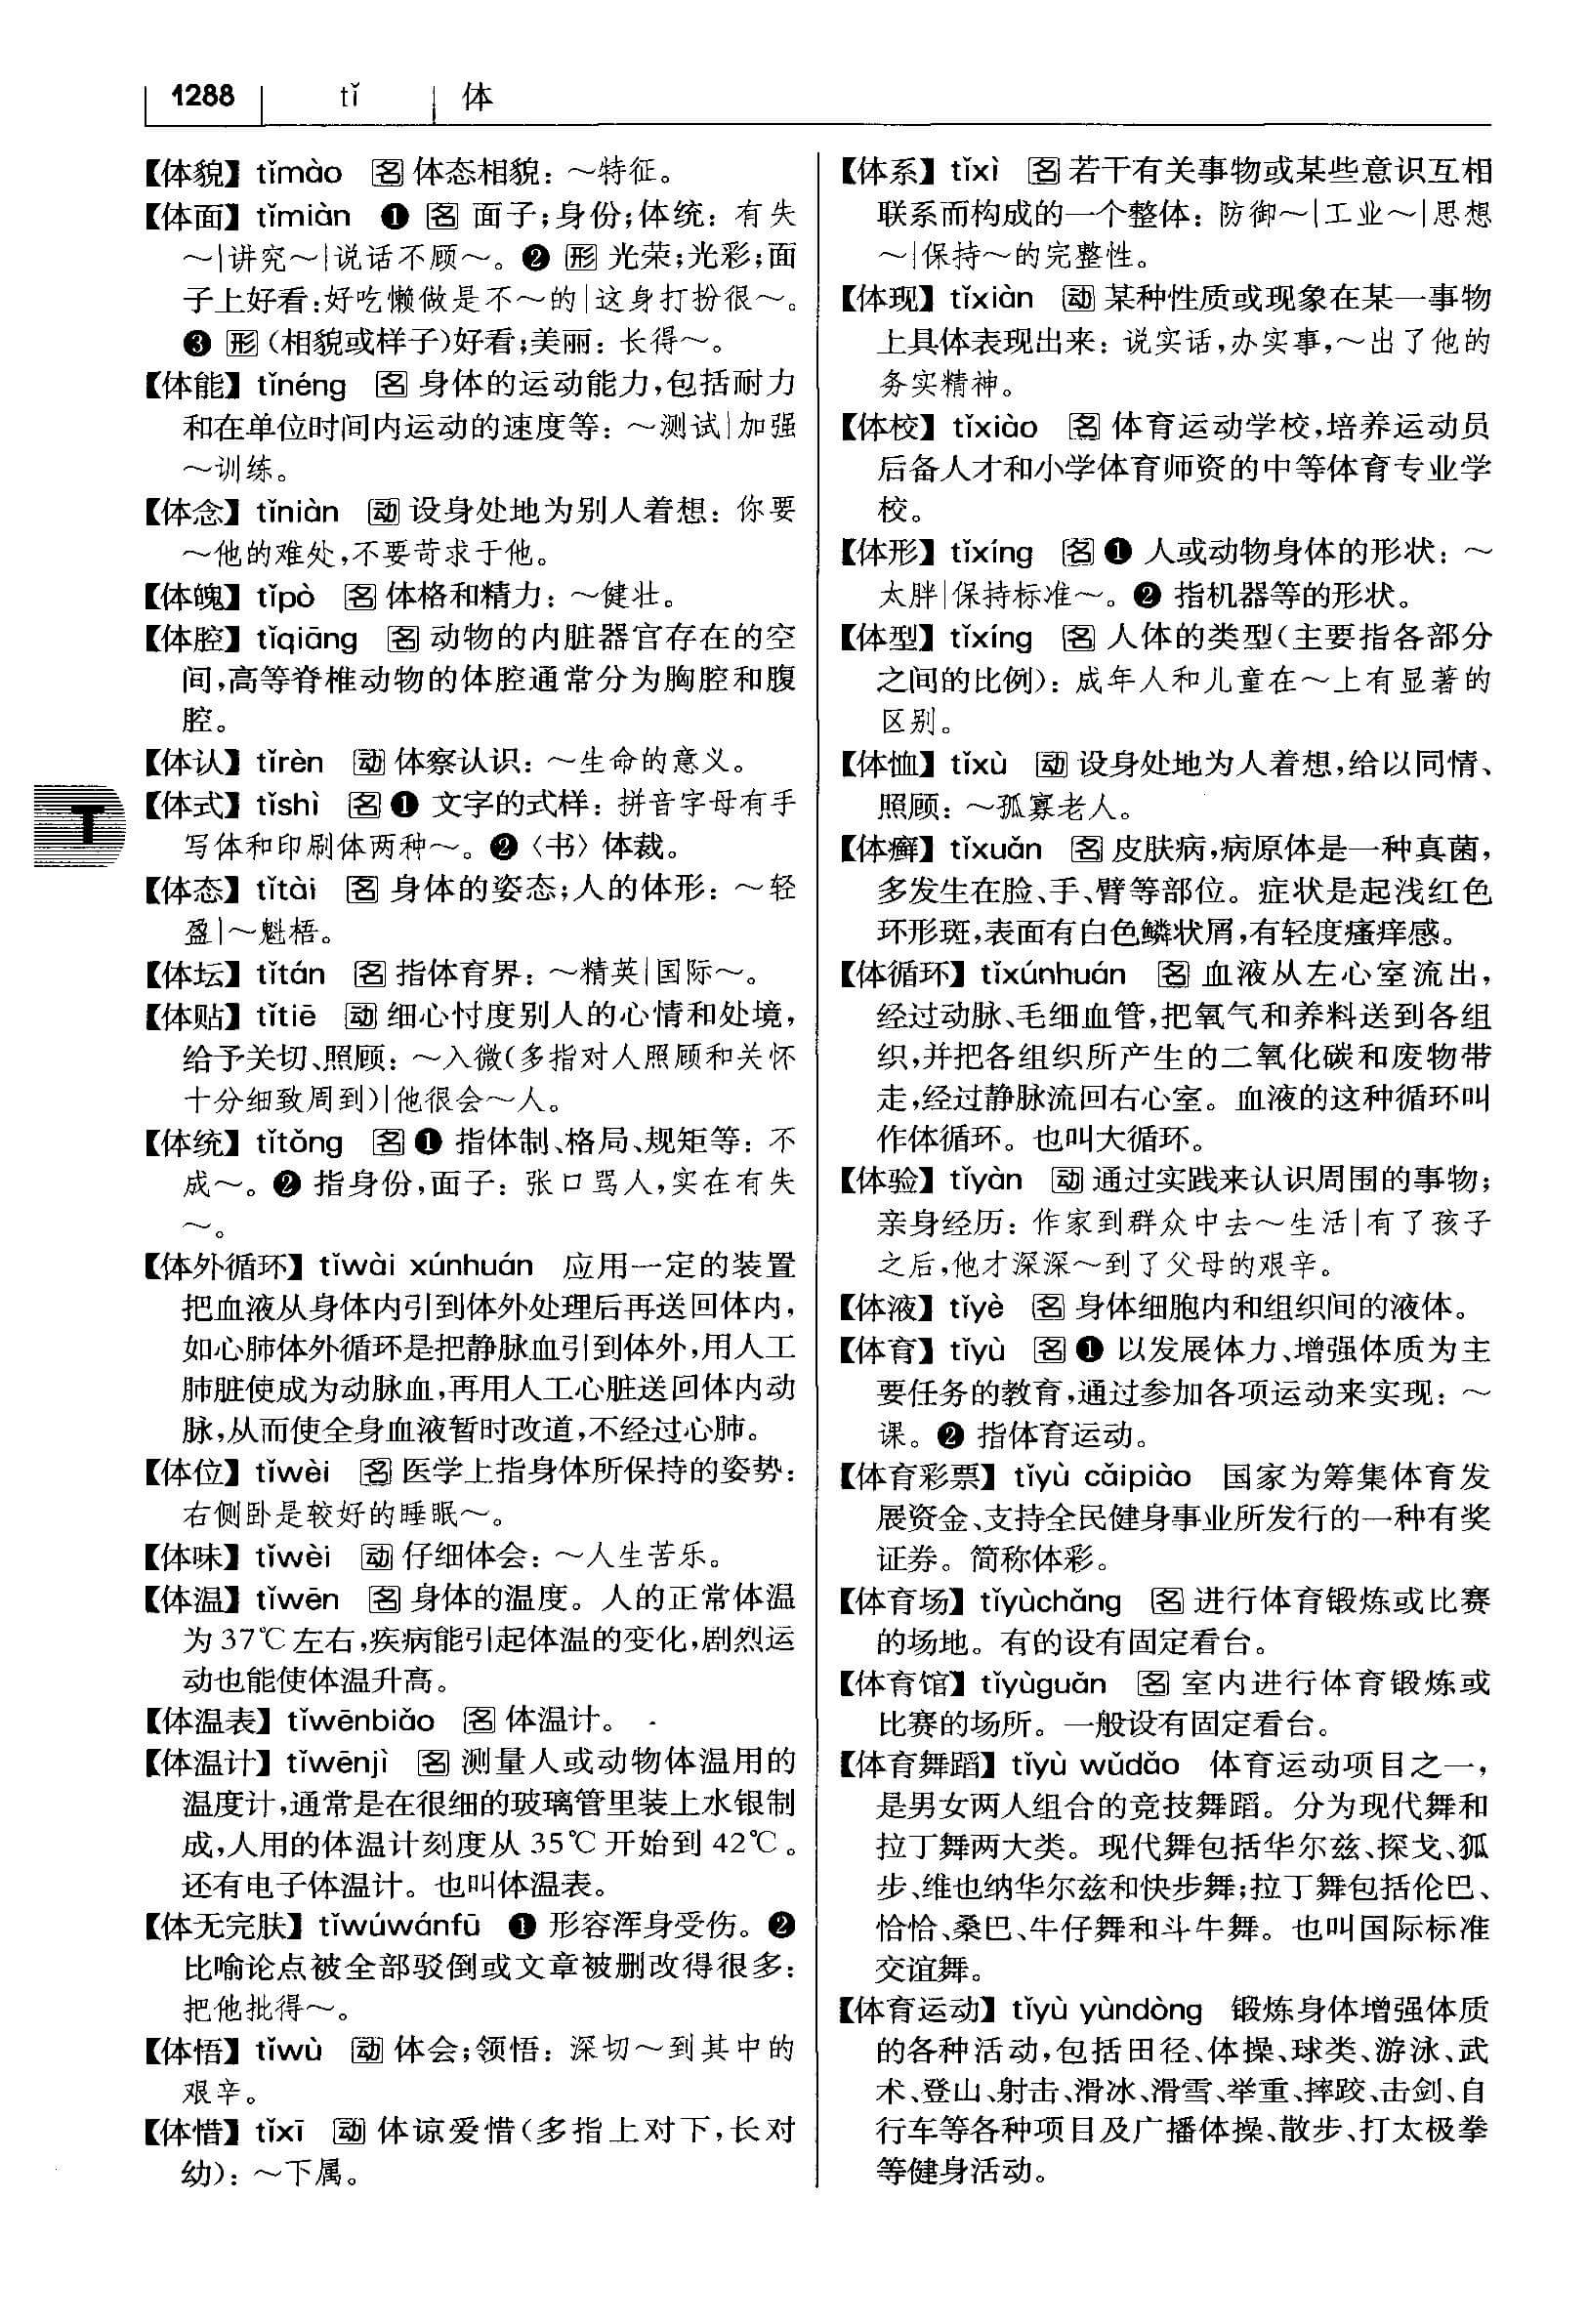 1288 tǐ 体
【体貌】tǐmào 名 体态相貌：～特征。
【体面】tǐmiàn ❶ 名 面子；身份；体统：有失
～|讲究～|说话不顾～。❷ 形 光荣；光彩；面
子上好看：好吃懒做是不～的|这身打扮很～。
❸ 形（相貌或样子）好看；美丽：长得～。
【体能】tǐnéng 名 身体的运动能力，包括耐力
和在单位时间内运动的速度等：～测试|加强
～训练。
【体念】tǐniàn 动 设身处地为别人着想：你要
～他的难处，不要苛求于他。
【体魄】tǐpò 名 体格和精力：～健壮。
【体腔】tǐqiāng 名 动物的内脏器官存在的空
间，高等脊椎动物的体腔通常分为胸腔和腹
腔。
【体认】tǐrèn 动 体察认识：～生命的意义。
T
【体式】tǐshì 名 ❶ 文字的式样：拼音字母有手
写体和印刷体两种～。❷〈书〉体裁。
【体态】tǐtài 名 身体的姿态；人的体形：～轻
盈|～魁梧。
【体坛】tǐtán 名 指体育界：～精英|国际～。
【体贴】tǐtiē 动 细心忖度别人的心情和处境，
给予关切、照顾：～入微（多指对人照顾和关怀
十分细致周到）|他很会～人。
【体统】tǐtǒng 名 ❶ 指体制、格局、规矩等：不
成～。❷ 指身份，面子：张口骂人，实在有失
～。
【体外循环】tǐwài xúnhuán 应用一定的装置
把血液从身体内引到体外处理后再送回体内，
如心肺体外循环是把静脉血引到体外，用人工
肺脏使成为动脉血，再用人工心脏送回体内动
脉，从而使全身血液暂时改道，不经过心肺。
【体位】tǐwèi 名 医学上指身体所保持的姿势：
右侧卧是较好的睡眠～。
【体味】tǐwèi 动 仔细体会：～人生苦乐。
【体温】tǐwēn 名 身体的温度。人的正常体温
为37℃左右，疾病能引起体温的变化，剧烈运
动也能使体温升高。
【体温表】tǐwēnbiǎo 名 体温计。
【体温计】tǐwēnjì 名 测量人或动物体温用的
温度计，通常是在很细的玻璃管里装上水银制
成，人用的体温计刻度从35℃开始到42℃。
还有电子体温计。也叫体温表。
【体无完肤】tǐwúwánfū ❶ 形容浑身受伤。❷
比喻论点被全部驳倒或文章被删改得很多：
把他批得～。
【体悟】tǐwù 动 体会；领悟：深切～到其中的
艰辛。
【体惜】tǐxī 动 体谅爱惜（多指上对下，长对
幼）：～下属。
【体系】tǐxì 名 若干有关事物或某些意识互相
联系而构成的一个整体：防御～|工业～|思想
～|保持～的完整性。
【体现】tǐxiàn 动 某种性质或现象在某一事物
上具体表现出来：说实话，办实事，～出了他的
务实精神。
【体校】tǐxiào 名 体育运动学校，培养运动员
后备人才和小学体育师资的中等体育专业学
校。
【体形】tǐxíng 名 ❶ 人或动物身体的形状：～
太胖|保持标准～。❷ 指机器等的形状。
【体型】tǐxíng 名 人体的类型（主要指各部分
之间的比例）：成年人和儿童在～上有显著的
区别。
【体恤】tǐxù 动 设身处地为人着想，给以同情、
照顾：～孤寡老人。
【体癣】tǐxuǎn 名 皮肤病，病原体是一种真菌，
多发生在脸、手、臂等部位。症状是起浅红色
环形斑，表面有白色鳞状屑，有轻度瘙痒感。
【体循环】tǐxúnhuán 名 血液从左心室流出，
经过动脉、毛细血管，把氧气和养料送到各组
织，并把各组织所产生的二氧化碳和废物带
走，经过静脉流回右心室。血液的这种循环叫
作体循环。也叫大循环。
【体验】tǐyàn 动 通过实践来认识周围的事物；
亲身经历：作家到群众中去～生活|有了孩子
之后，他才深深～到了父母的艰辛。
【体液】tǐyè 名 身体细胞内和组织间的液体。
【体育】tǐyù 名 ❶ 以发展体力、增强体质为主
要任务的教育，通过参加各项运动来实现：～
课。❷ 指体育运动。
【体育彩票】tǐyù cǎipiào 国家为筹集体育发
展资金、支持全民健身事业所发行的一种有奖
证券。简称体彩。
【体育场】tǐyùchǎng 名 进行体育锻炼或比赛
的场地。有的设有固定看台。
【体育馆】tǐyùguǎn 名 室内进行体育锻炼或
比赛的场所。一般设有固定看台。
【体育舞蹈】tǐyù wǔdǎo 体育运动项目之一，
是男女两人组合的竞技舞蹈。分为现代舞和
拉丁舞两大类。现代舞包括华尔兹、探戈、狐
步、维也纳华尔兹和快步舞；拉丁舞包括伦巴、
恰恰、桑巴、牛仔舞和斗牛舞。也叫国际标准
交谊舞。
【体育运动】tǐyù yùndòng 锻炼身体增强体质
的各种活动，包括田径、体操、球类、游泳、武
术、登山、射击、滑冰、滑雪、举重、摔跤、击剑、自
行车等各种项目及广播体操、散步、打太极拳
等健身活动。